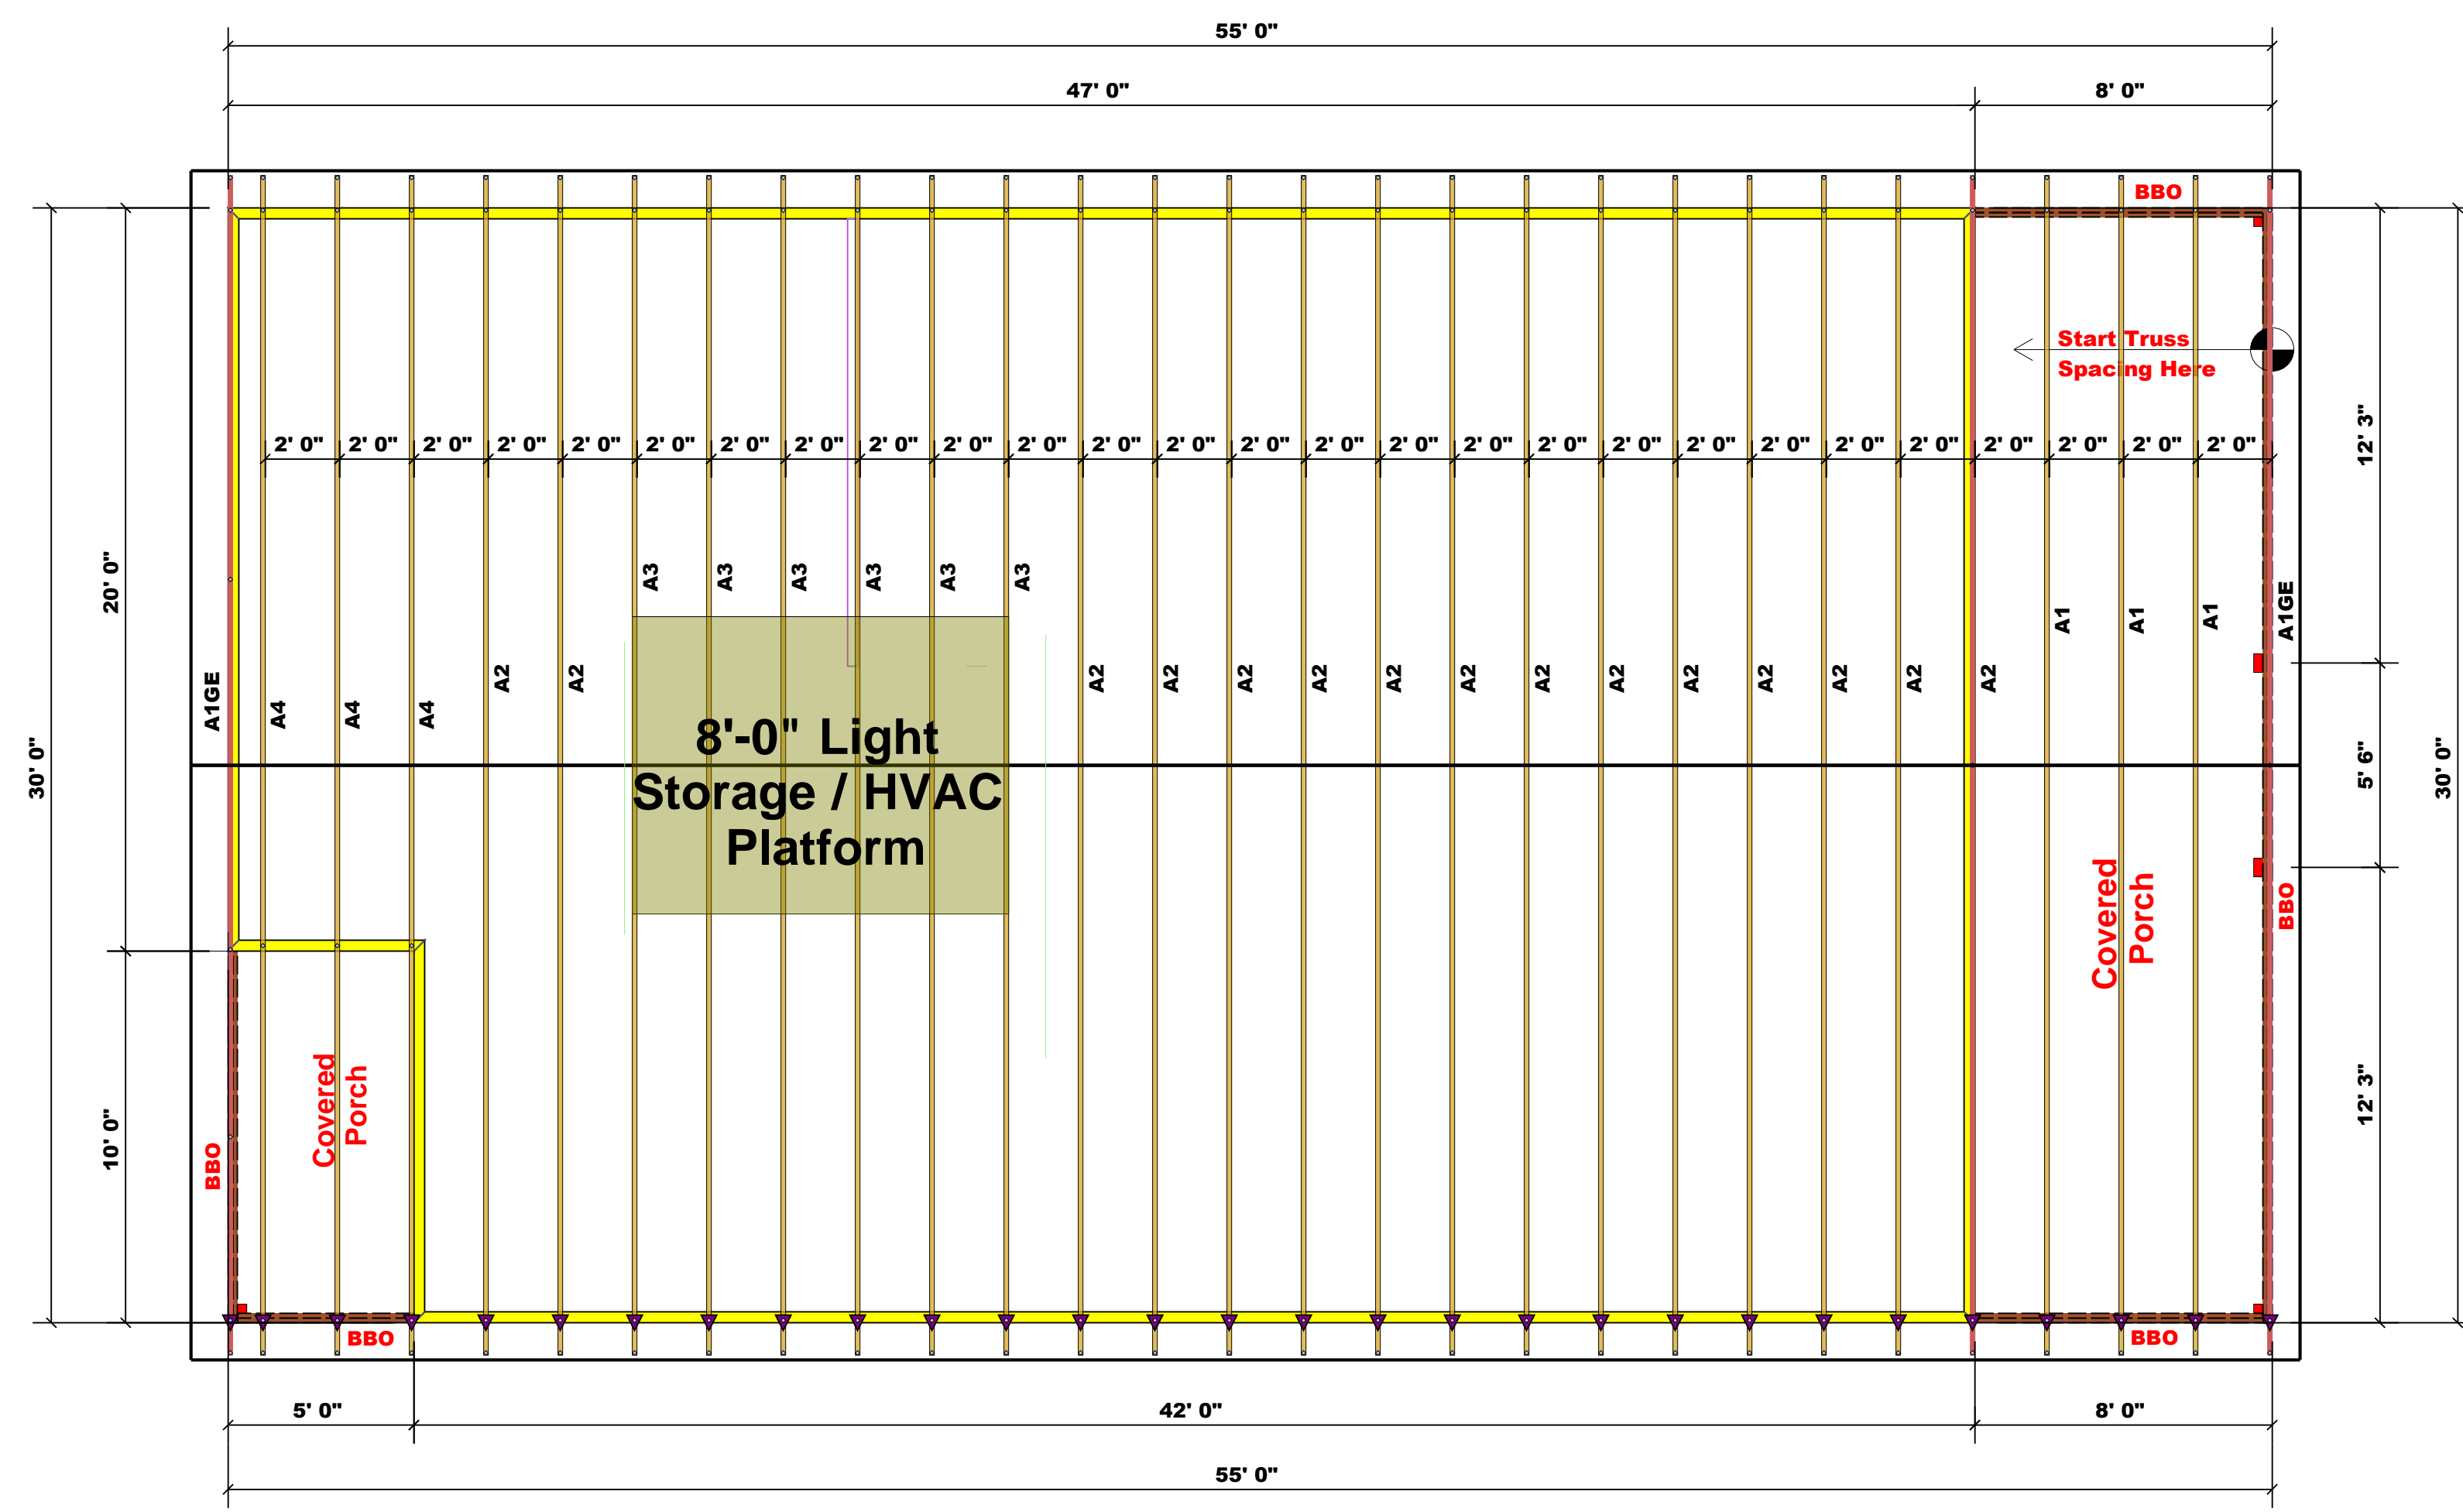 55' 0"
47' 0"
8' 0"
BBO
Start Truss
Spacing Here
2' 0" 2' 0" 2' 0" 2' 0" 2' 0" 2' 0" 2' 0" 2' 0" 2' 0" 2' 0" 2' 0" 2' 0" 2' 0" 2' 0" 2' 0" 2' 0" 2' 0" 2' 0" 2' 0" 2' 0" 2' 0" 2' 0" 2' 0" 2' 0" 2' 0" 2' 0" 2' 0"
12' 3"
20' 0"
A3 A3 A3 A3 A3 A3
A1 A1 A1
A1GE
A1GE
A4 A4 A4
A2 A2
A2 A2 A2 A2 A2 A2 A2 A2 A2 A2 A2 A2 A2
30' 0"
5' 6"
30' 0"
8'-0" Light
Storage / HVAC
Platform
Covered
Porch
BBO
12' 3"
10' 0"
BBO
Covered
Porch
BBO
BBO
5' 0"
42' 0"
8' 0"
55' 0"